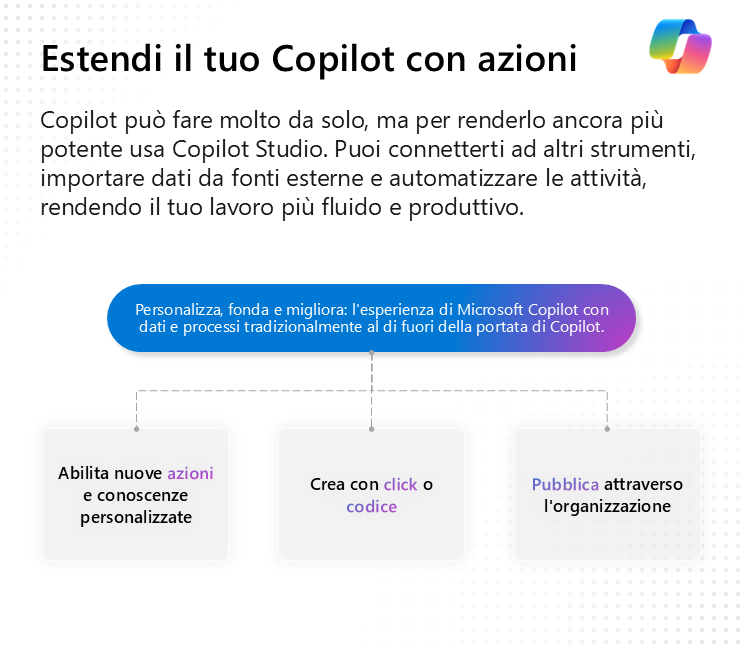 Estendi il tuo Copilot con azioni
Copilot può fare molto da solo, ma per renderlo ancora più
potente usa Copilot Studio. Puoi connetterti ad altri strumenti,
importare dati da fonti esterne e automatizzare le attività,
rendendo il tuo lavoro più fluido e produttivo.
Personalizza, fonda e migliora: l'esperienza di Microsoft Copilot con
dati e processi tradizionalmente al di fuori della portata di Copilot.
Abilita nuove azioni
e conoscenze
personalizzate
Crea con click o
codice
Pubblica attraverso
l'organizzazione